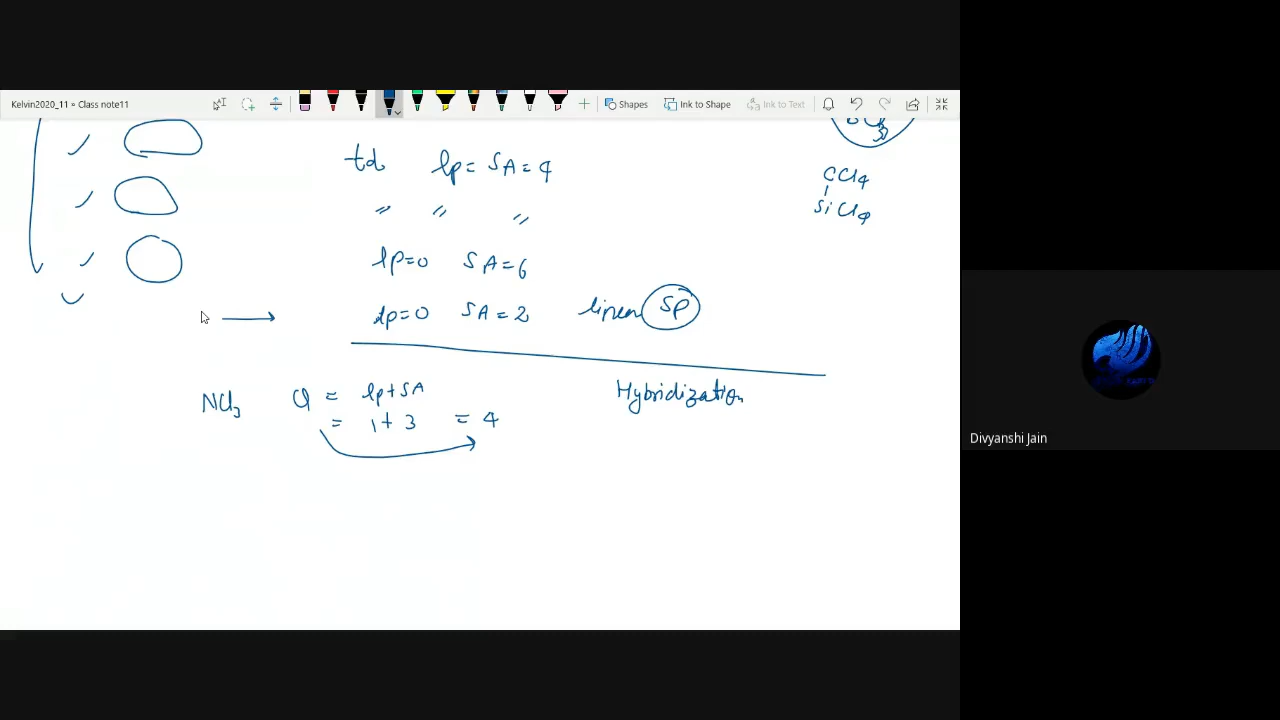 Kelvin2020_11 » Class note11
Shapes
Ink to Shape
Ink to Text
td lp = SA = 4
〃 〃 〃
lp=0 SA=6
lp=0 SA=2 linear sp
CCl4
SiCl4
NCl3 = lp+SA Hybridization
= 1+3 = 4
Divyanshi Jain